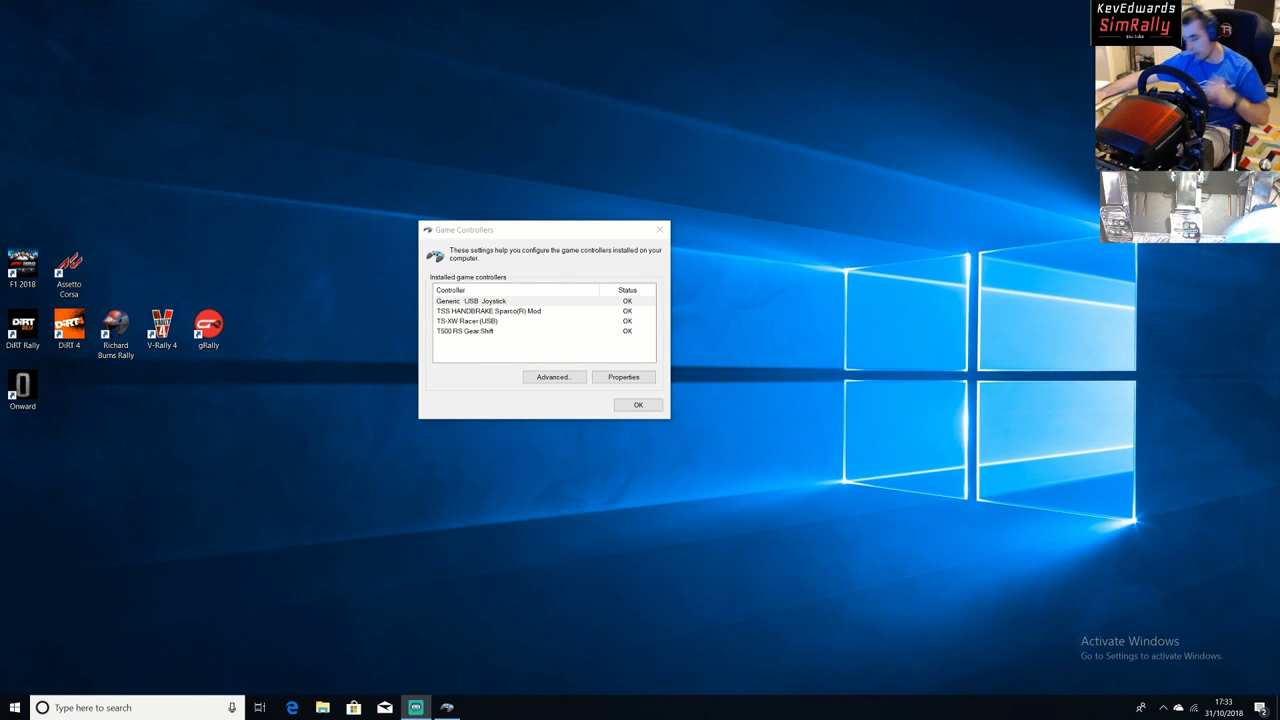 KevEdwards
SimRally
YouTube
Game Controllers
These settings help you configure the game controllers installed on your
computer.
Installed game controllers
Controller Status
Generic USB Joystick OK
TSS HANDBRAKE Sparco(R) Mod OK
TS-XW Racer (USB) OK
T500 RS Gear Shift OK
Advanced... Properties
OK
F1 2018
Assetto
Corsa
DiRT Rally
DiRT 4
Richard
Burns Rally
V-Rally 4
gRally
Onward
Activate Windows
Go to Settings to activate Windows.
Type here to search
17:33
31/10/2018
2